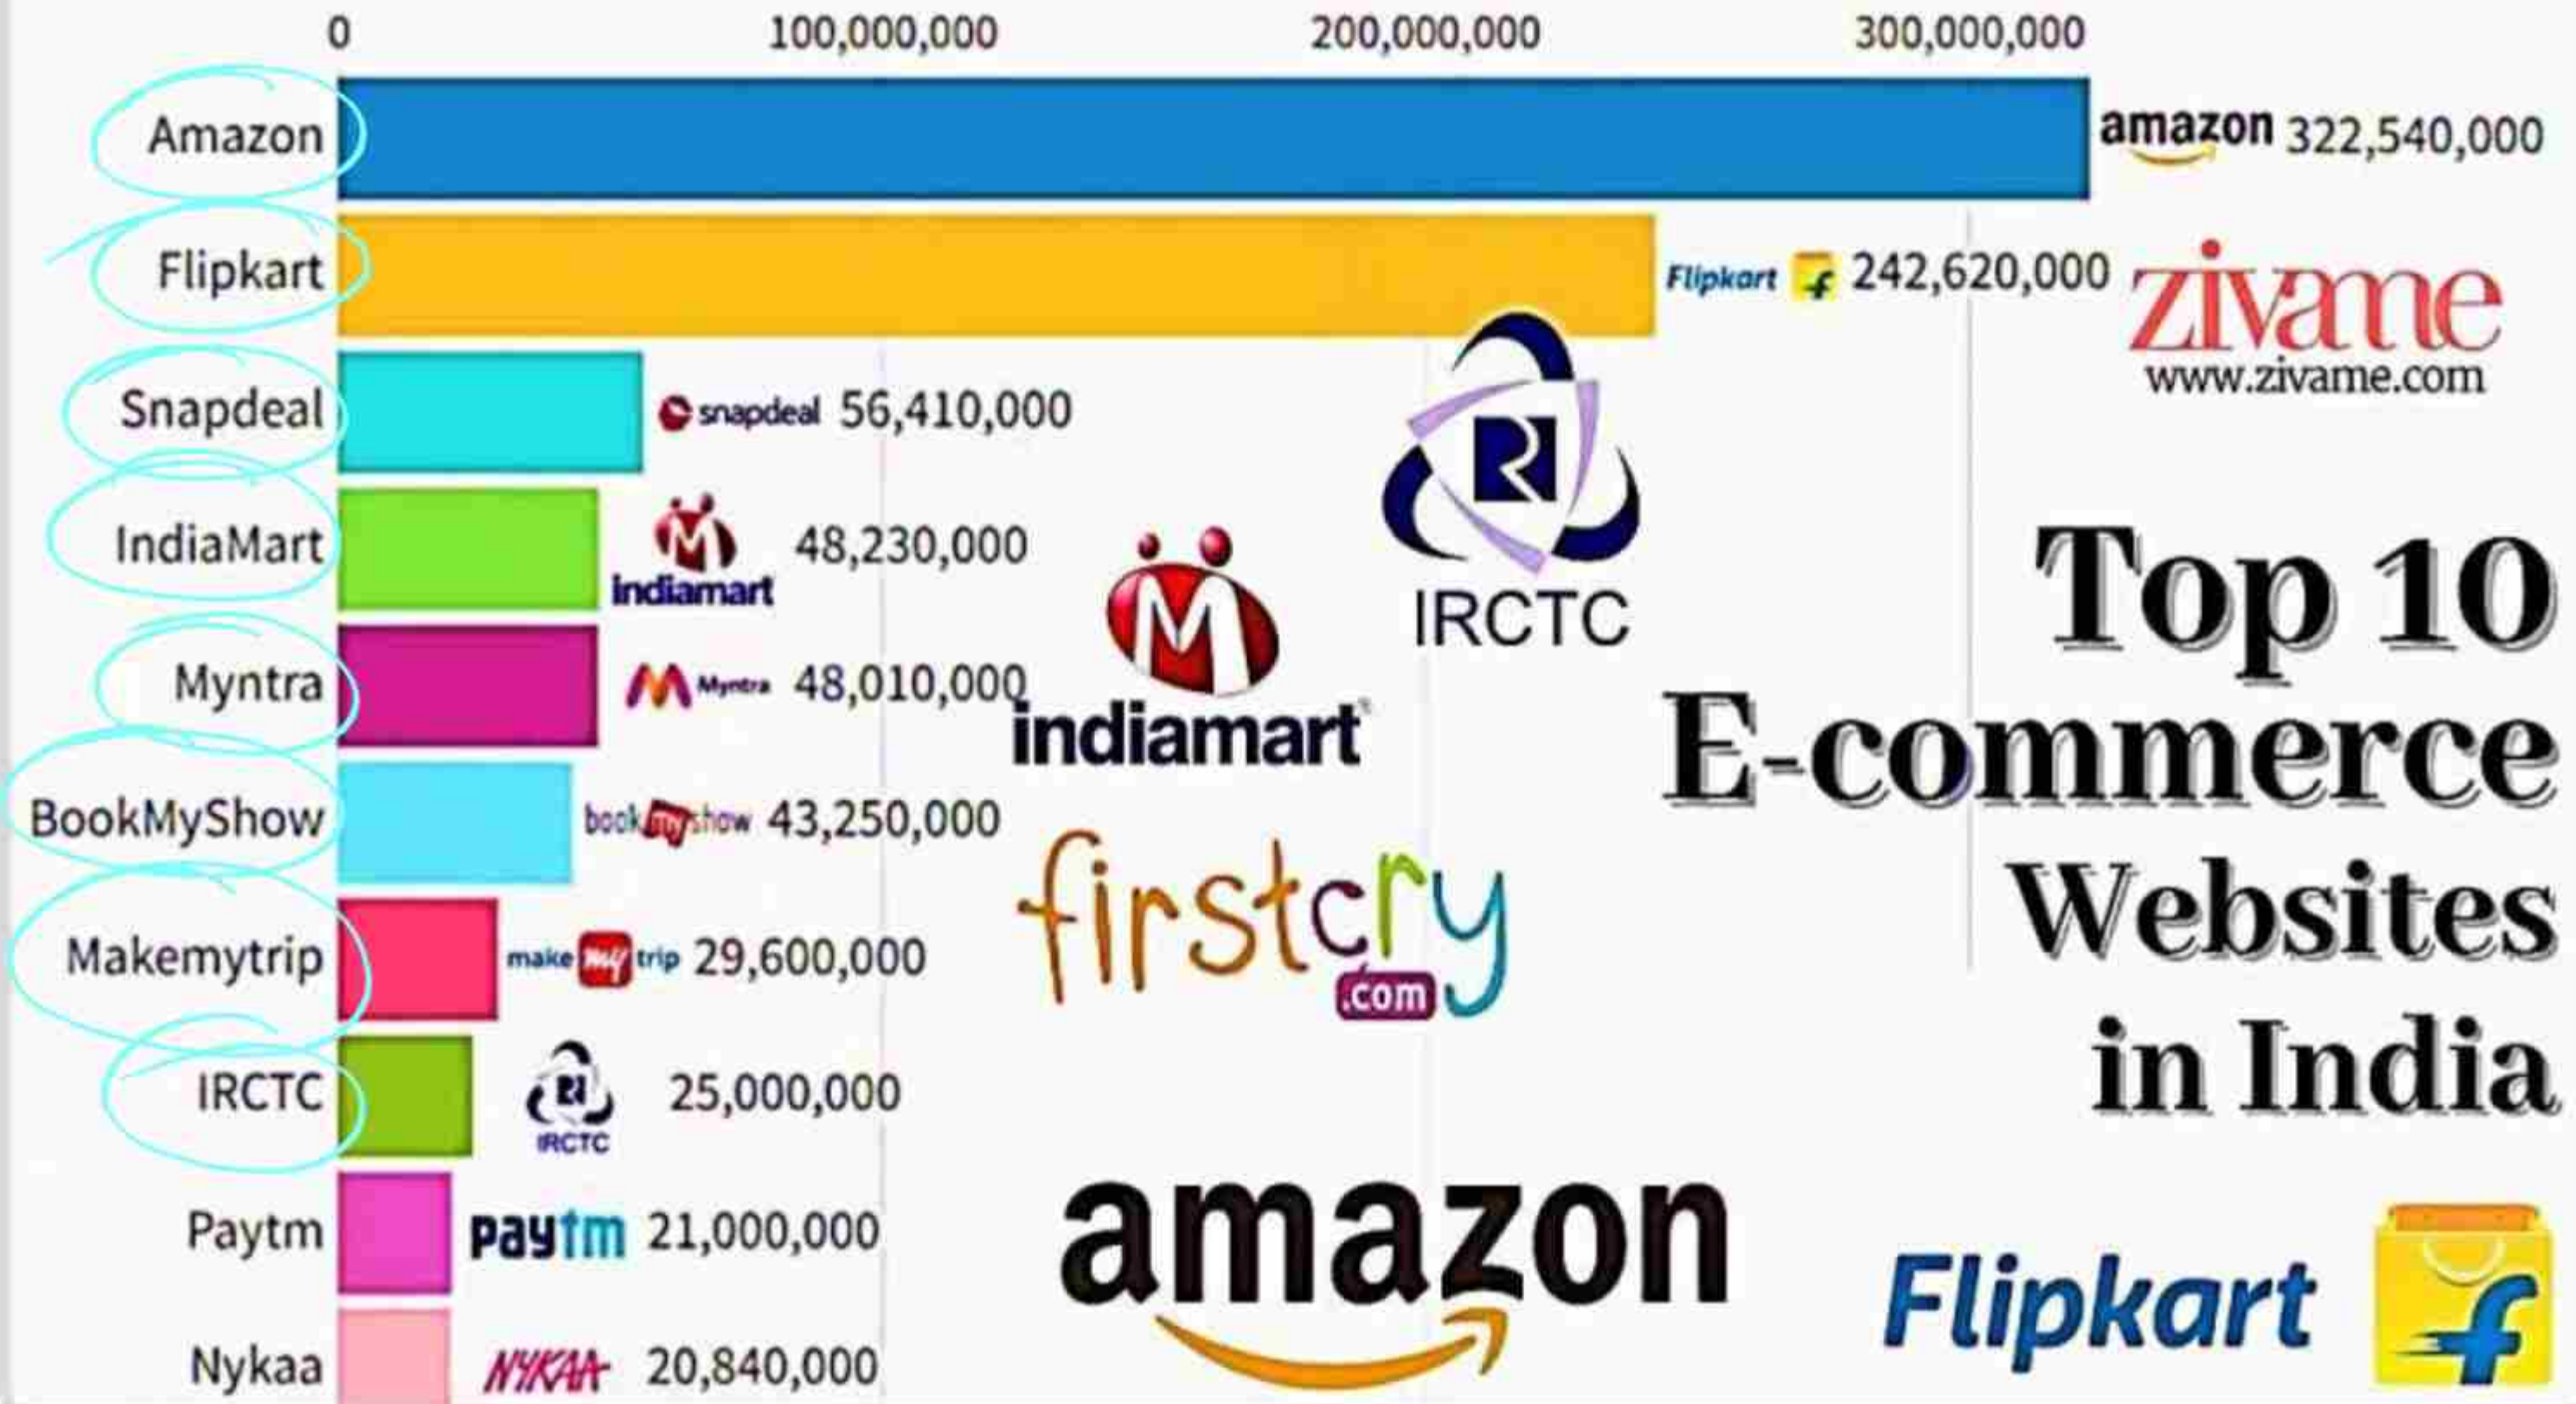 0 100,000,000 200,000,000 300,000,000
Amazon amazon 322,540,000
Flipkart Flipkart f 242,620,000
zivame
www.zivame.com
Snapdeal snapdeal 56,410,000
IndiaMart M indiamart 48,230,000
R
IRCTC
Myntra Myntra 48,010,000
M
indiamart
BookMyShow bookmyshow 43,250,000
Makemytrip make my trip 29,600,000
firstcry
.com
IRCTC IRCTC 25,000,000
Paytm paytm 21,000,000
Nykaa NYKAA 20,840,000
Top 10
E-commerce
Websites
in India
amazon
Flipkart f